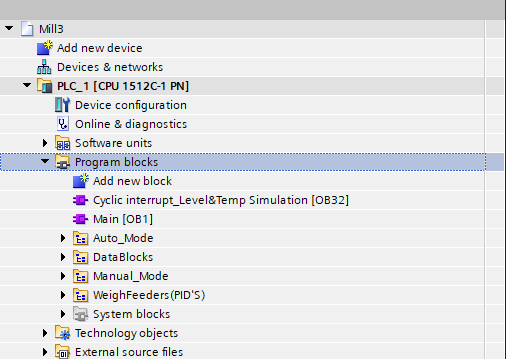 Mill3
Add new device
Devices & networks
PLC_1 [CPU 1512C-1 PN]
Device configuration
Online & diagnostics
Software units
Program blocks
Add new block
Cyclic interrupt_Level&Temp Simulation [OB32]
Main [OB1]
Auto_Mode
DataBlocks
Manual_Mode
WeighFeeders(PID'S)
System blocks
Technology objects
External source files